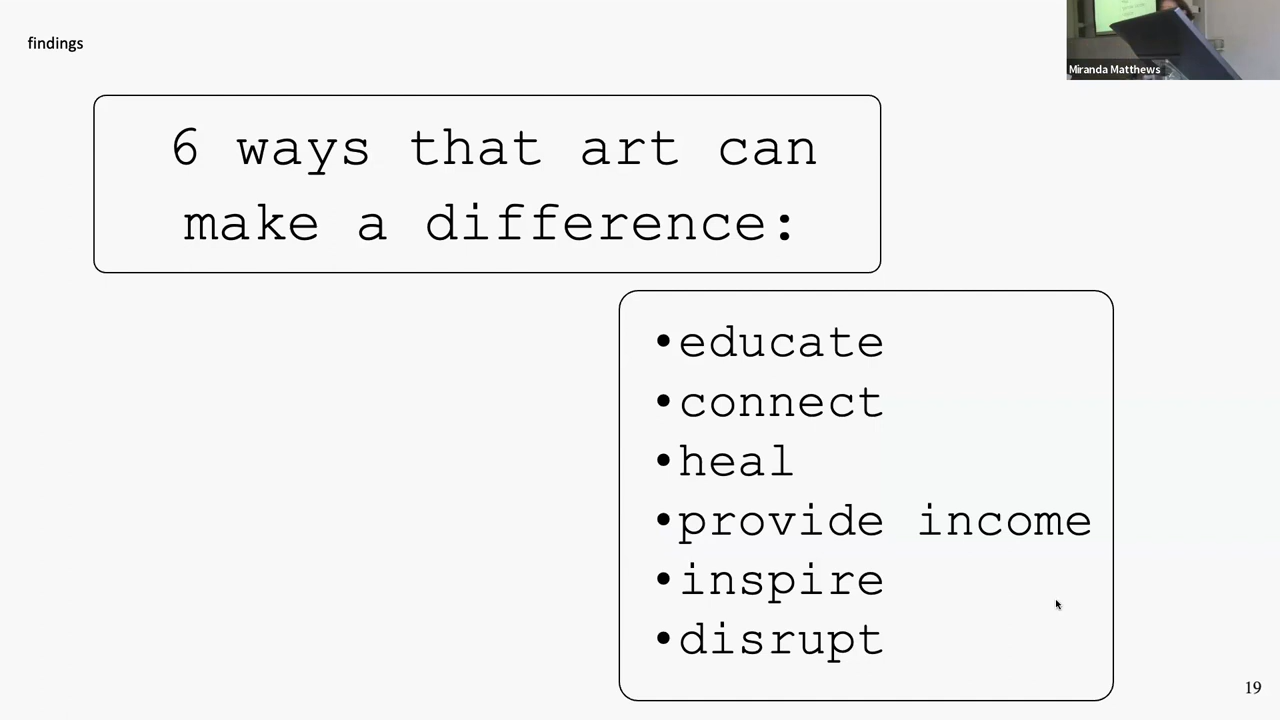 findings
Miranda Matthews
6 ways that art can
make a difference:
•educate
•connect
•heal
•provide income
•inspire
•disrupt
19